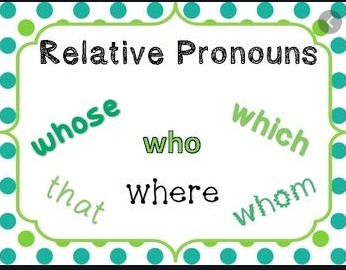 Relative Pronouns
whose
which
who
that
where
whom